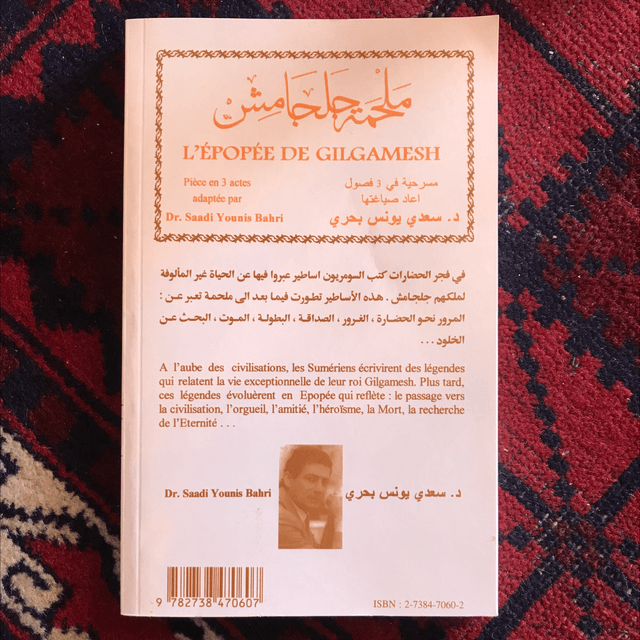 ملحمة جلجامش
L'ÉPOPÉE DE GILGAMESH
Pièce en 3 actes
adaptée par
Dr. Saadi Younis Bahri
مسرحية في 3 فصول
اعاد صياغتها
د. سعدي يونس بحري
في فجر الحضارات كتب السومريون اساطير عبروا فيها عن الحياة غير المألوفة
لملكهم جلجامش . هذه الأساطير تطورت فيما بعد الى ملحمة تعبر عن :
المرور نحو الحضارة ، الغرور ، الصداقة ، البطولة ، الموت ، البحث عن
الخلود ...
A l'aube des civilisations, les Sumériens écrivirent des légendes
qui relatent la vie exceptionnelle de leur roi Gilgamesh. Plus tard,
ces légendes évoluèrent en Epopée qui reflète : le passage vers
la civilisation, l'orgueil, l'amitié, l'héroïsme, la Mort, la recherche
de l'Eternité . . .
Dr. Saadi Younis Bahri
د. سعدي يونس بحري
9 782738 470607
ISBN : 2-7384-7060-2